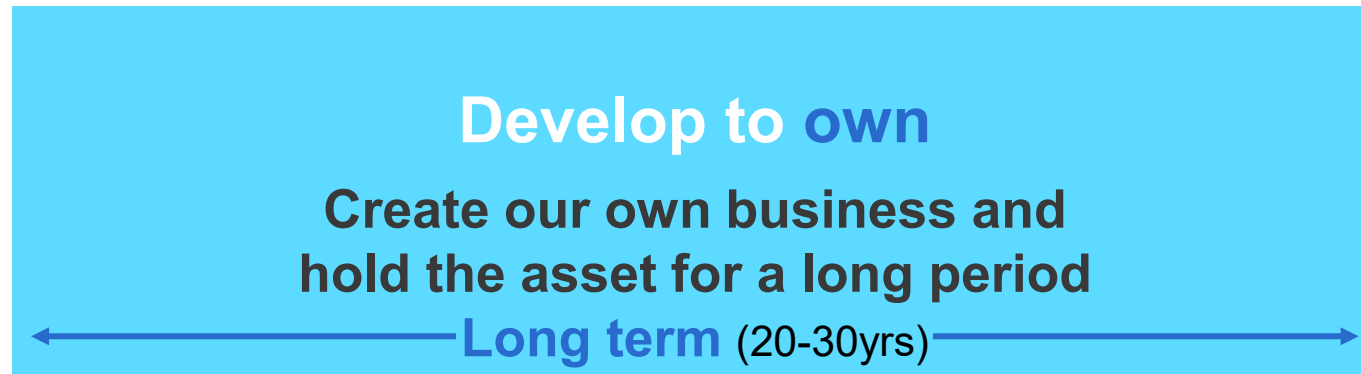 Develop to own
Create our own business and
hold the asset for a long period
Long term (20-30yrs)